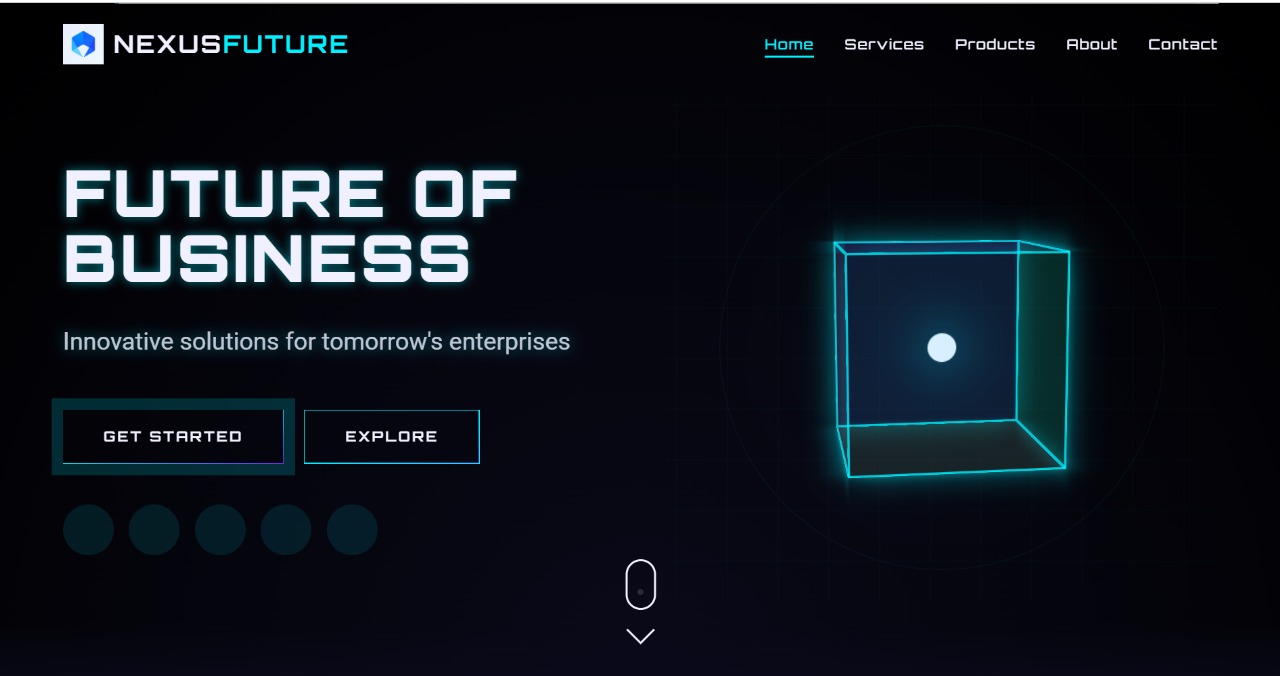 NEXUSFUTURE
Home Services Products About Contact
FUTURE OF
BUSINESS
Innovative solutions for tomorrow's enterprises
GET STARTED EXPLORE